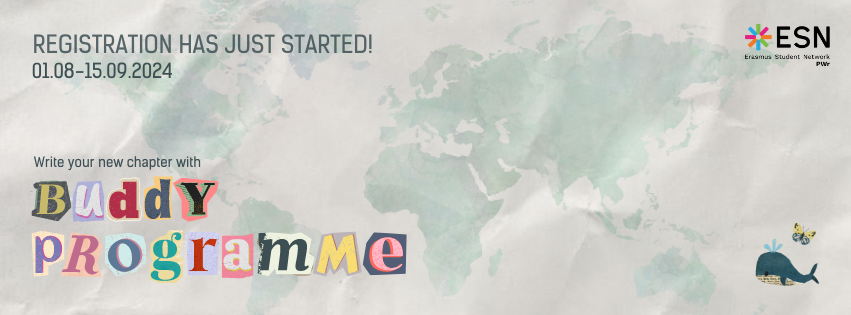 REGISTRATION HAS JUST STARTED!
01.08-15.09.2024
ESN
Erasmus Student Network
PWr
Write your new chapter with
BuddY
PROgramMe